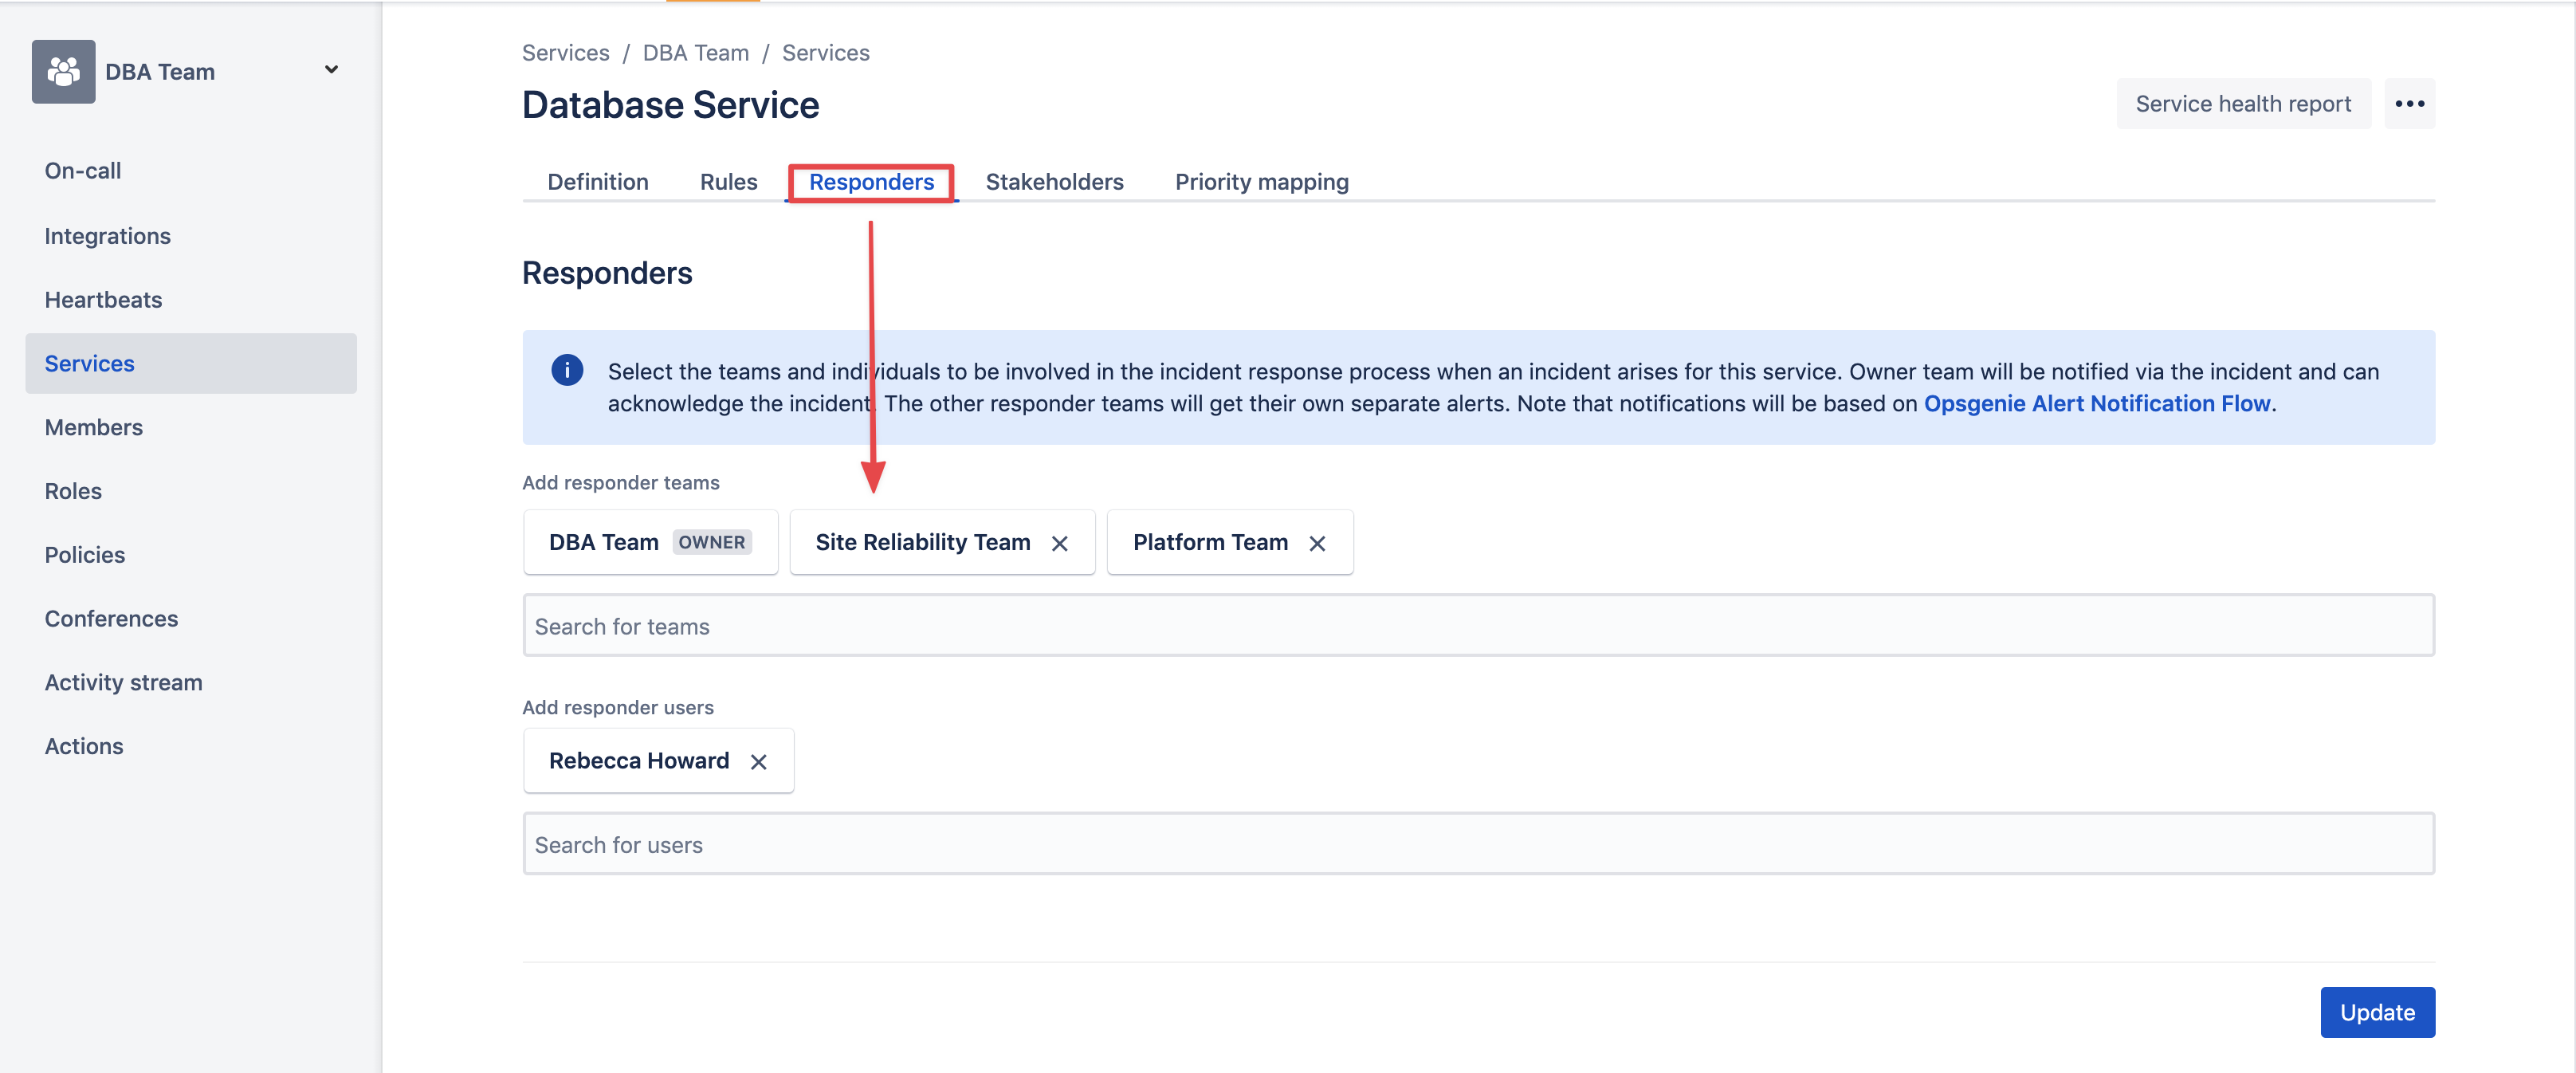 DBA Team
On-call
Integrations
Heartbeats
Services
Members
Roles
Policies
Conferences
Activity stream
Actions
Services / DBA Team / Services
Database Service
Service health report
Definition Rules Responders Stakeholders Priority mapping
Responders
Select the teams and individuals to be involved in the incident response process when an incident arises for this service. Owner team will be notified via the incident and can
acknowledge the incident. The other responder teams will get their own separate alerts. Note that notifications will be based on Opsgenie Alert Notification Flow.
Add responder teams
DBA Team OWNER Site Reliability Team Platform Team
Search for teams
Add responder users
Rebecca Howard
Search for users
Update